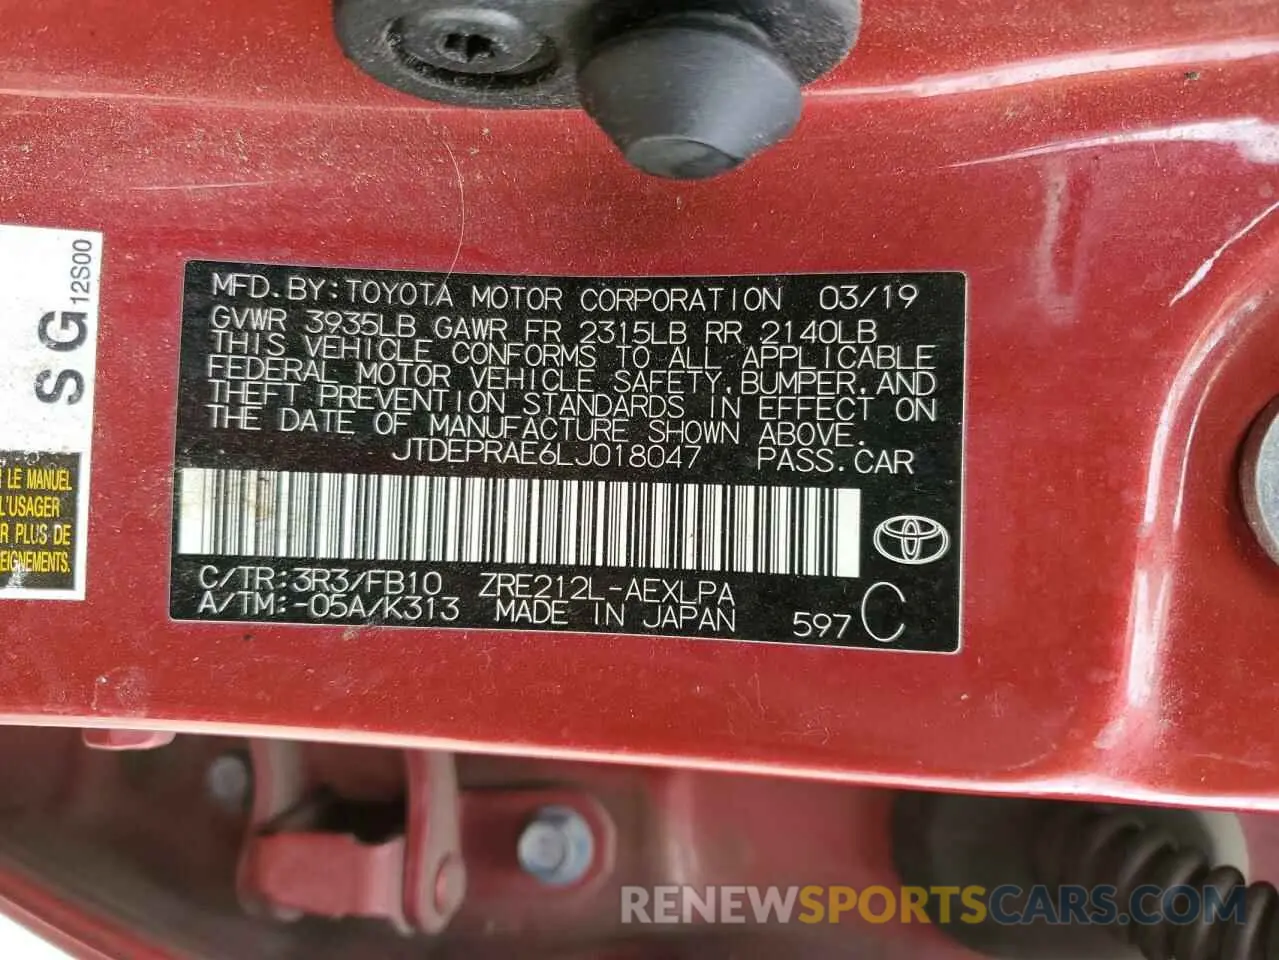 MFD.BY:TOYOTA MOTOR CORPORATION 03/19
GVWR 3935LB GAWR FR 2315LB RR 2140LB
THIS VEHICLE CONFORMS TO ALL APPLICABLE
FEDERAL MOTOR VEHICLE SAFETY,BUMPER,AND
THEFT PREVENTION STANDARDS IN EFFECT ON
THE DATE OF MANUFACTURE SHOWN ABOVE.
JTDEPRAE6LJ018047 PASS.CAR
C/TR:3R3/FB10 ZRE212L-AEXLPA
A/TM:-05A/K313 MADE IN JAPAN 597 C
SG 12S00
LE MANUEL
L'USAGER
R PLUS DE
EIGNEMENTS.
RENEWSPORTSCARS.COM